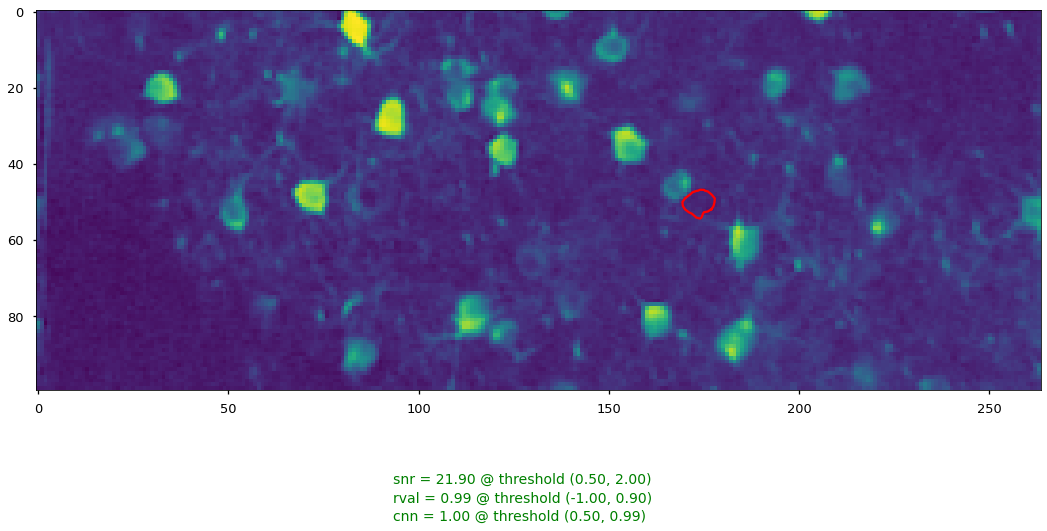 0
20
40
60
80
0 50 100 150 200 250
snr = 21.90 @ threshold (0.50, 2.00)
rval = 0.99 @ threshold (-1.00, 0.90)
cnn = 1.00 @ threshold (0.50, 0.99)